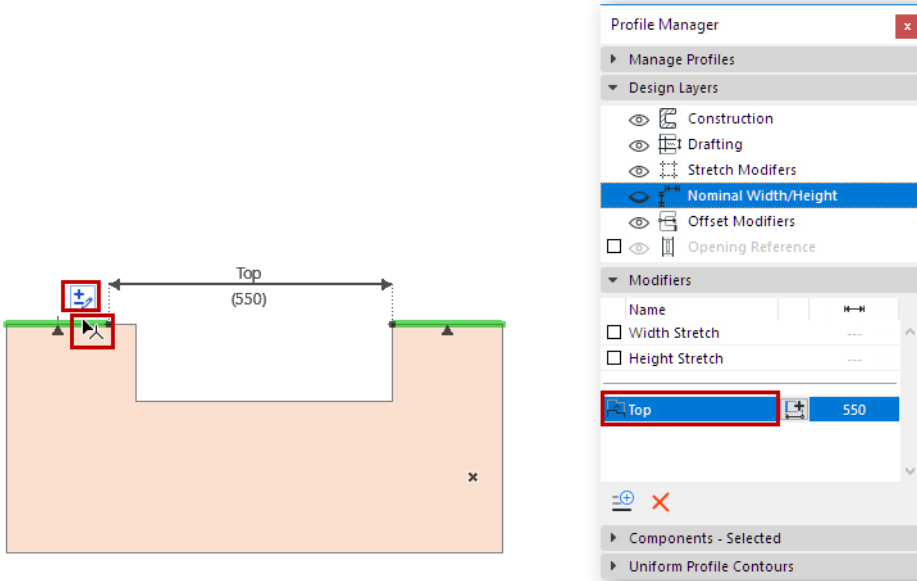 Profile Manager
x
Manage Profiles
Design Layers
Construction
Drafting
Stretch Modifers
Nominal Width/Height
Offset Modifiers
Opening Reference
Modifiers
Name
Width Stretch ---
Height Stretch ---
Top 550
Components - Selected
Uniform Profile Contours
Top
(550)